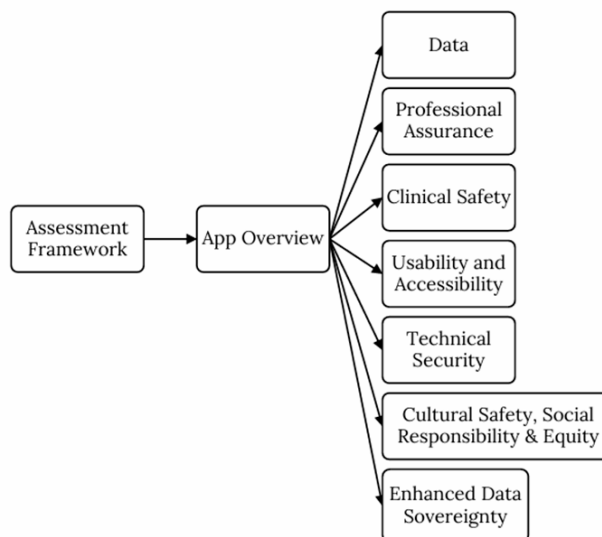 Assessment
Framework
App Overview
Data
Professional
Assurance
Clinical Safety
Usability and
Accessibility
Technical
Security
Cultural Safety, Social
Responsibility & Equity
Enhanced Data
Sovereignty